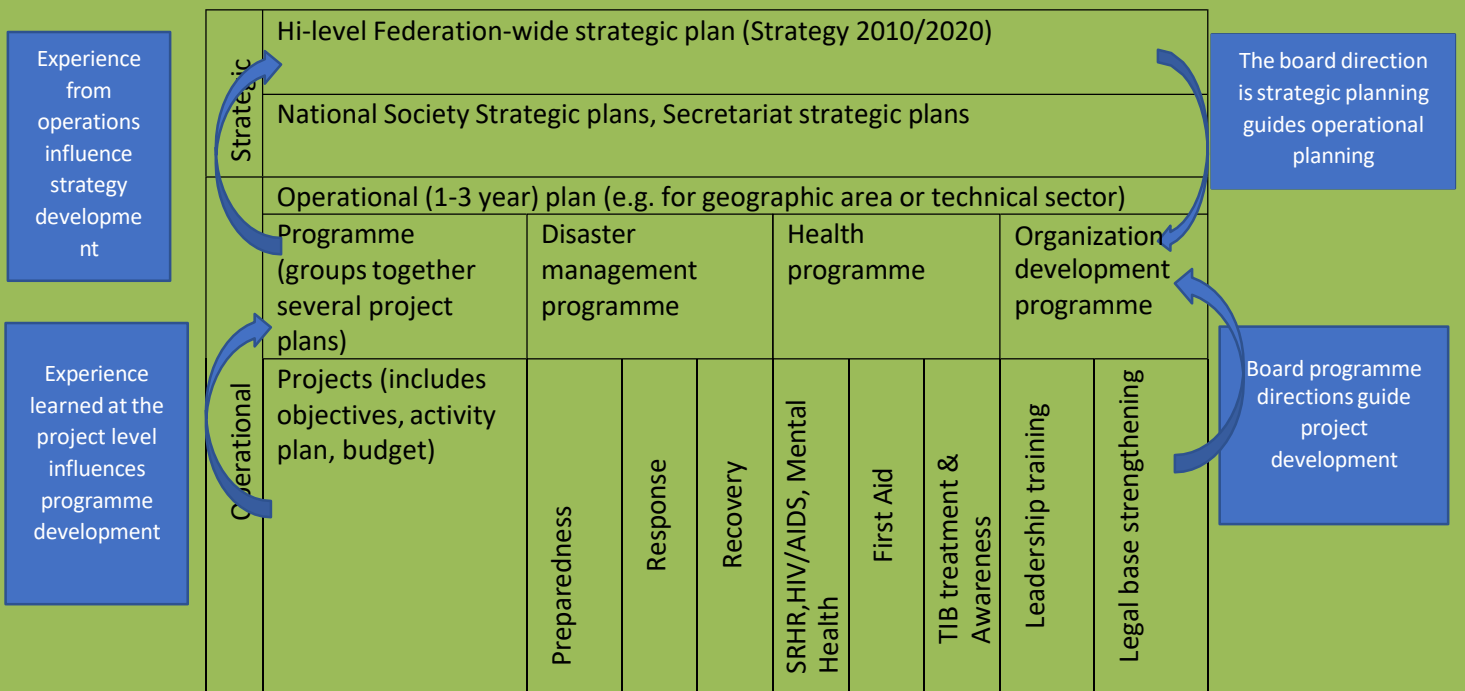 Experience
from
operations
influence
strategy
developme
nt
Strategic
Hi-level Federation-wide strategic plan (Strategy 2010/2020)
National Society Strategic plans, Secretariat strategic plans
The board direction
is strategic planning
guides operational
planning
Operational (1-3 year) plan (e.g. for geographic area or technical sector)
Programme
(groups together
several project
plans)
Disaster
management
programme
Health
programme
Organization
development
programme
Experience
learned at the
project level
influences
programme
development
Operational
Projects (includes
objectives, activity
plan, budget)
Preparedness
Response
Recovery
SRHR,HIV/AIDS, Mental
Health
First Aid
TIB treatment &
Awareness
Leadership training
Legal base strengthening
Board programme
directions guide
project
development